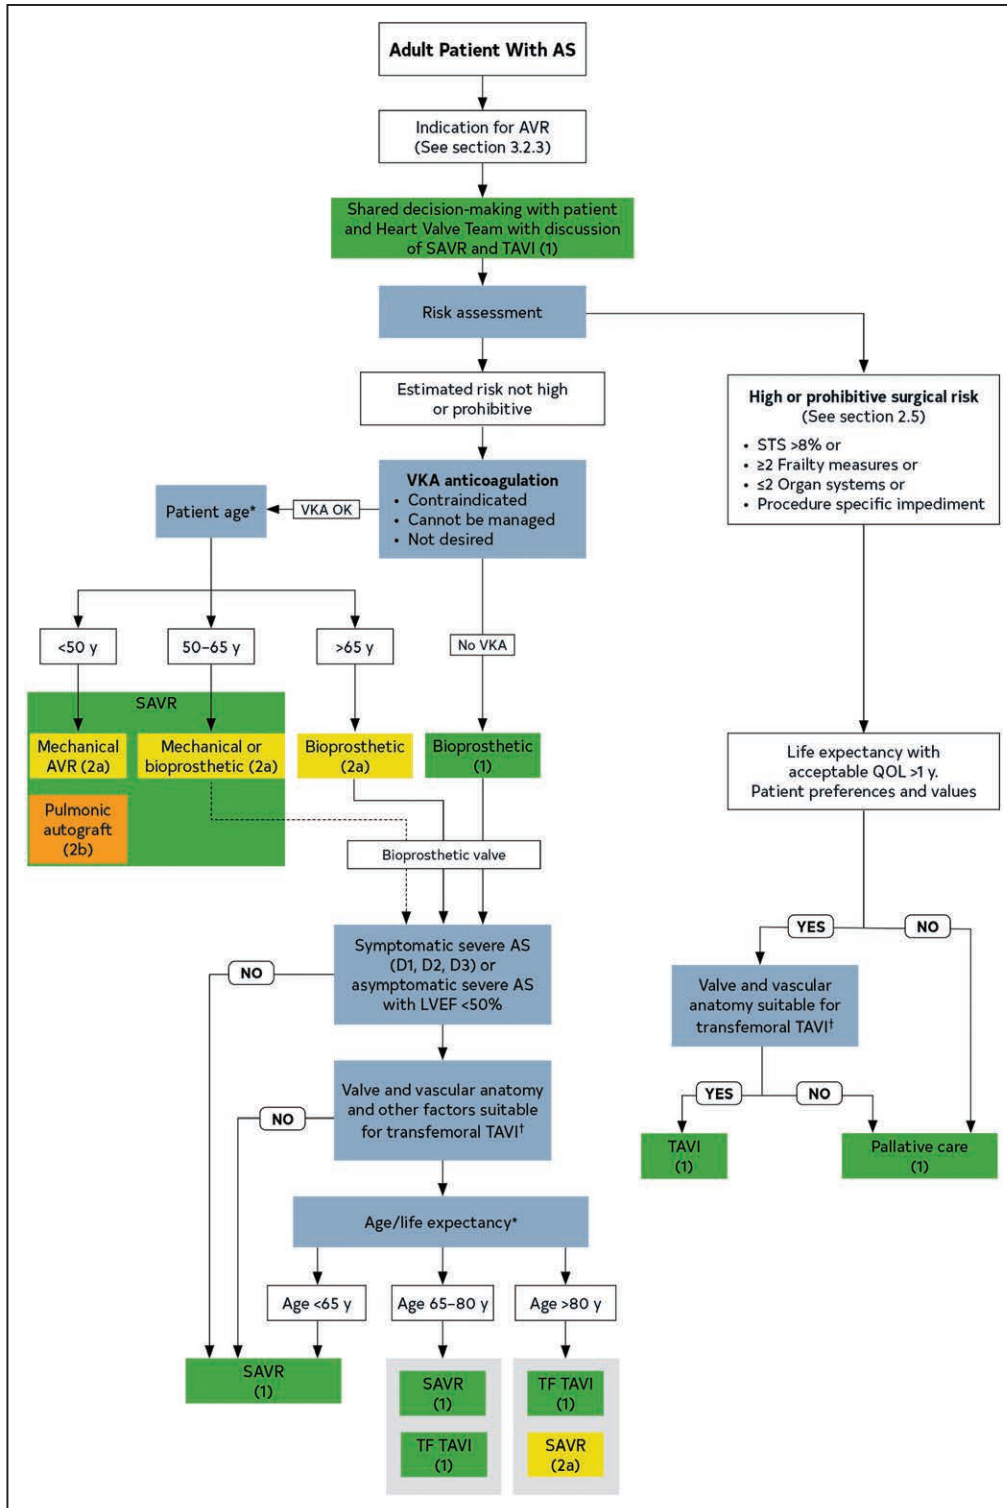 Adult Patient With AS
Indication for AVR
(See section 3.2.3)
Shared decision-making with patient
and Heart Valve Team with discussion
of SAVR and TAVI (1)
Risk assessment
Estimated risk not high
or prohibitive
High or prohibitive surgical risk
(See section 2.5)
• STS >8% or
• ≥2 Frailty measures or
• ≤2 Organ systems or
• Procedure specific impediment
VKA anticoagulation
• Contraindicated
• Cannot be managed
• Not desired
VKA OK
Patient age*
<50 y
50–65 y
>65 y
No VKA
SAVR
Mechanical
AVR (2a)
Mechanical or
bioprosthetic (2a)
Bioprosthetic
(2a)
Bioprosthetic
(1)
Pulmonic
autograft
(2b)
Bioprosthetic valve
Life expectancy with
acceptable QOL >1 y.
Patient preferences and values
YES
NO
Symptomatic severe AS
(D1, D2, D3) or
asymptomatic severe AS
with LVEF <50%
NO
Valve and vascular
anatomy suitable for
transfemoral TAVI†
YES
NO
Valve and vascular anatomy
and other factors suitable
for transfemoral TAVI†
NO
TAVI
(1)
Pallative care
(1)
Age/life expectancy*
Age <65 y
Age 65–80 y
Age >80 y
SAVR
(1)
SAVR
(1)
TF TAVI
(1)
TF TAVI
(1)
SAVR
(2a)